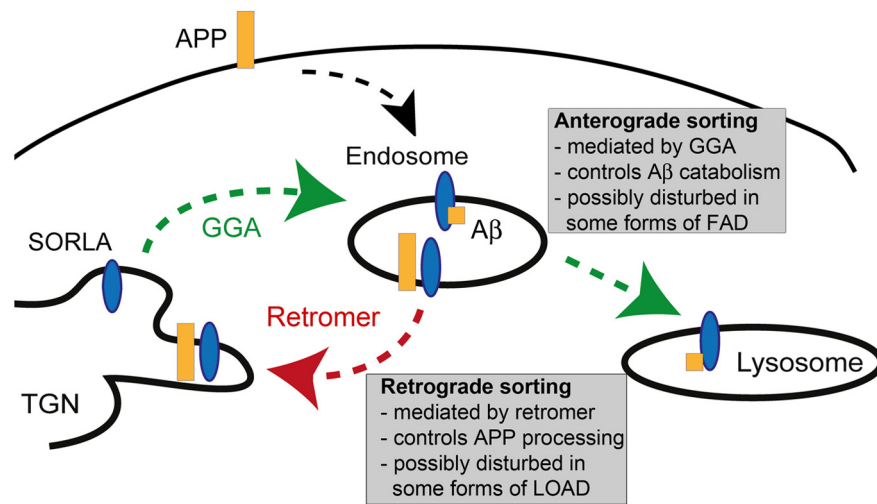 APP
Anterograde sorting
- mediated by GGA
- controls Aβ catabolism
- possibly disturbed in
some forms of FAD
Endosome
GGA
Aβ
SORLA
Retromer
Lysosome
TGN
Retrograde sorting
- mediated by retromer
- controls APP processing
- possibly disturbed in
some forms of LOAD